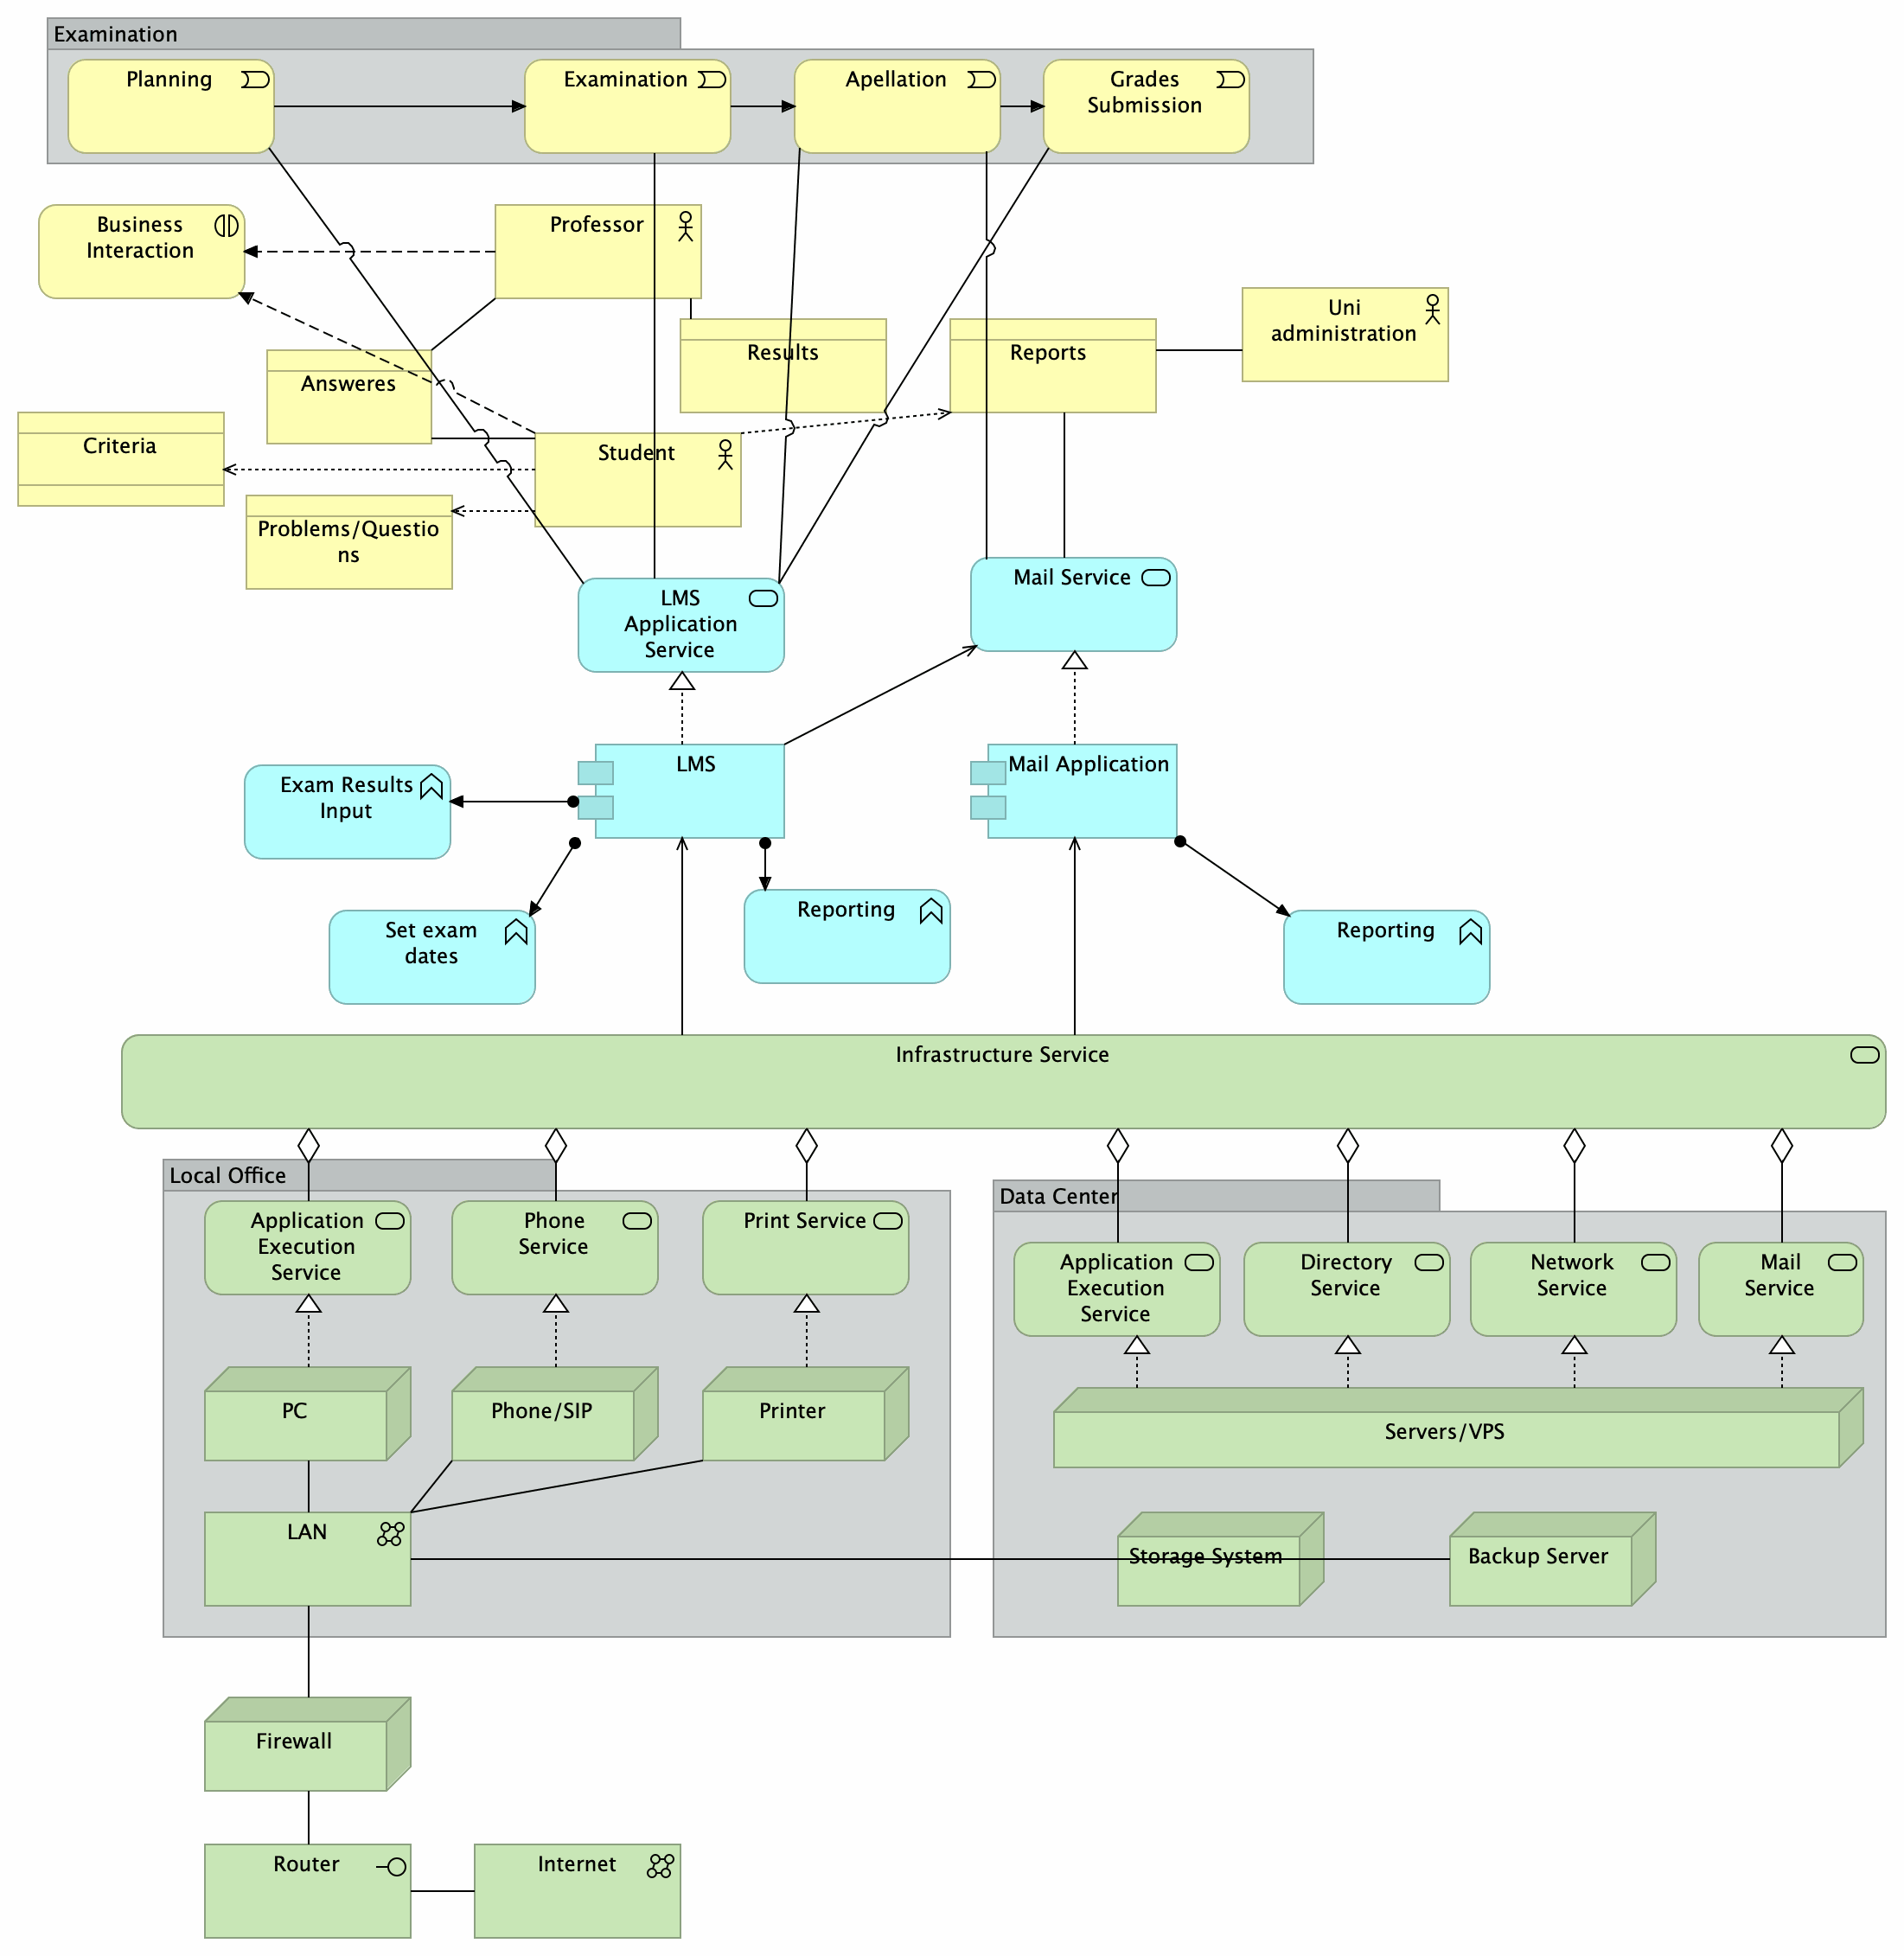 Examination
Planning
Examination
Apellation
Grades
Submission
Business
Interaction
Professor
Uni
administration
Results
Reports
Answeres
Criteria
Student
Problems/Questio
ns
LMS
Application
Service
Mail Service
LMS
Mail Application
Exam Results
Input
Set exam
dates
Reporting
Reporting
Infrastructure Service
Local Office
Data Center
Application
Execution
Service
Phone
Service
Print Service
Application
Execution
Service
Directory
Service
Network
Service
Mail
Service
PC
Phone/SIP
Printer
Servers/VPS
LAN
Storage System
Backup Server
Firewall
Router
Internet